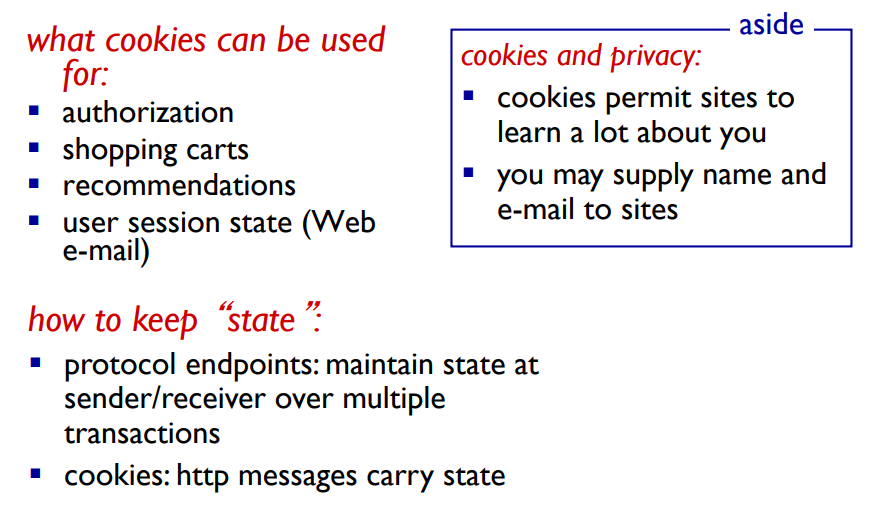 what cookies can be used
for:
▪ authorization
▪ shopping carts
▪ recommendations
▪ user session state (Web
e-mail)
aside
cookies and privacy:
▪ cookies permit sites to
learn a lot about you
▪ you may supply name and
e-mail to sites
how to keep “state”:
▪ protocol endpoints: maintain state at
sender/receiver over multiple
transactions
▪ cookies: http messages carry state